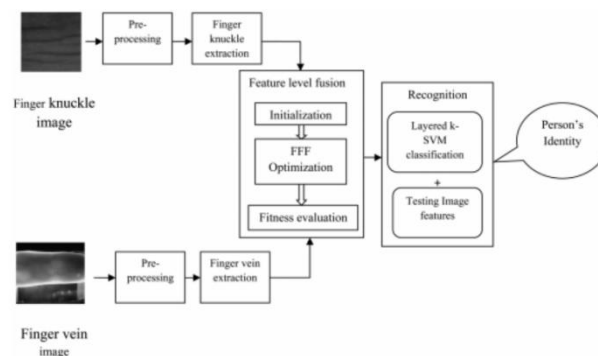 Pre-
processing
Finger
knuckle
extraction
Finger knuckle
image
Feature level fusion
Initialization
FFF
Optimization
Fitness evaluation
Recognition
Layered k-
SVM
classification
+
Testing Image
features
Person's
Identity
Pre-
processing
Finger vein
extraction
Finger vein
image